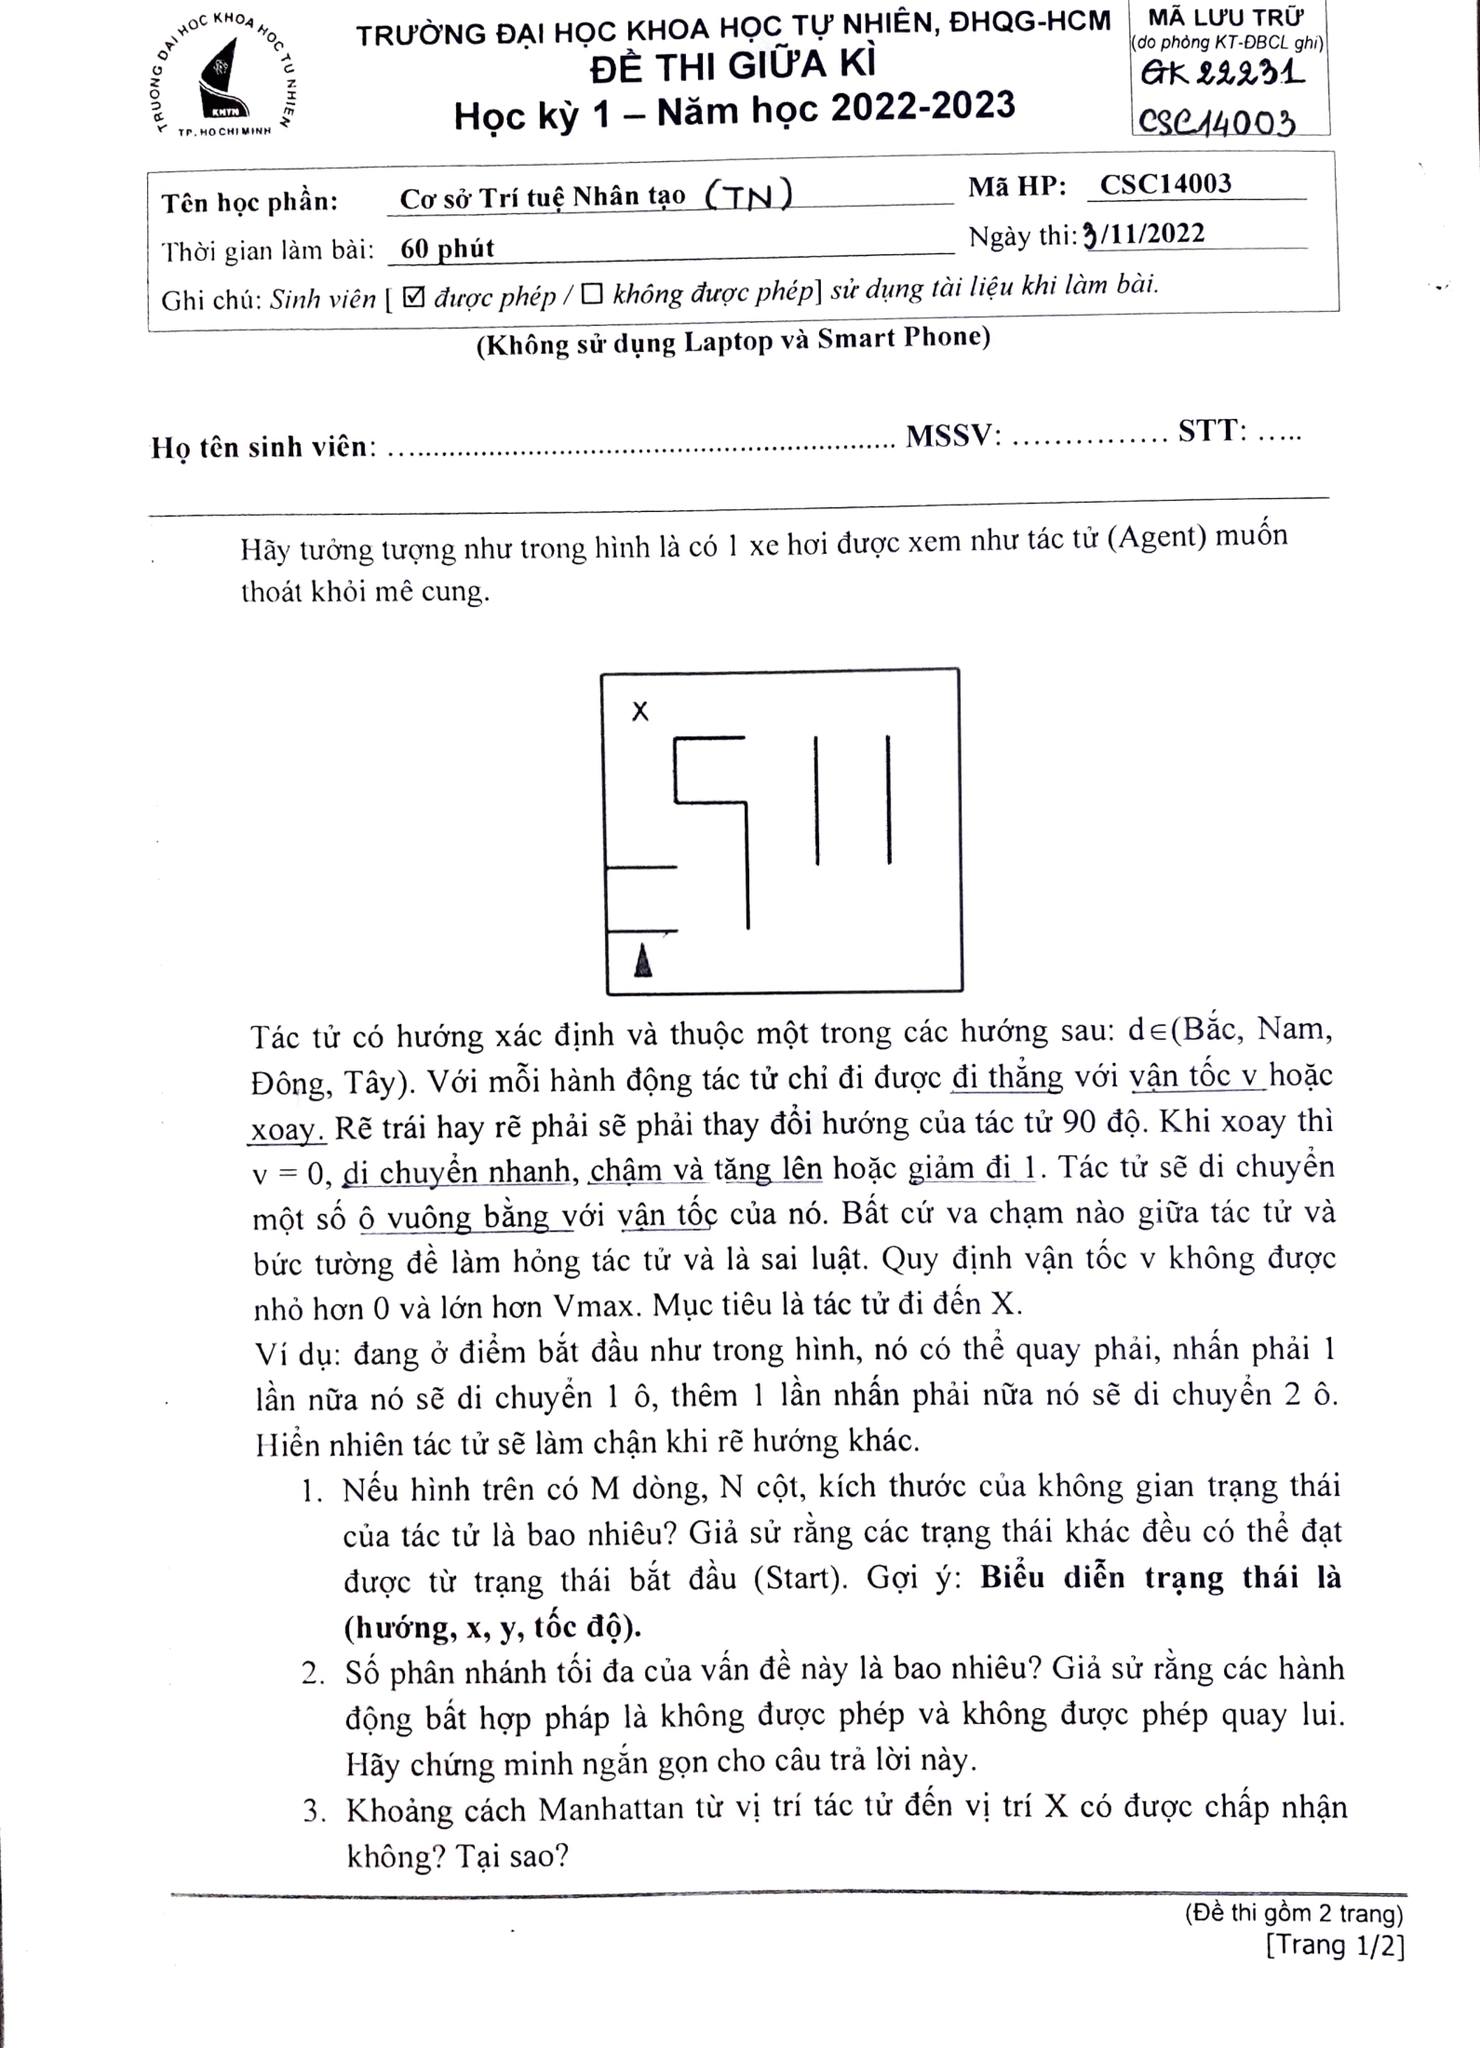 TRƯỜNG ĐẠI HỌC KHOA HỌC TỰ NHIÊN
KHTN
TP. HO CHI MINH
TRƯỜNG ĐẠI HỌC KHOA HỌC TỰ NHIÊN, ĐHQG-HCM
ĐỀ THI GIỮA KÌ
Học kỳ 1 – Năm học 2022-2023
MÃ LƯU TRỮ
(do phòng KT-ĐBCL ghi)
GK22231
CSC14003
Tên học phần: Cơ sở Trí tuệ Nhân tạo (TN) Mã HP: CSC14003
Thời gian làm bài: 60 phút Ngày thi: 3/11/2022
Ghi chú: Sinh viên [ ☑ được phép / ☐ không được phép] sử dụng tài liệu khi làm bài.
(Không sử dụng Laptop và Smart Phone)
Họ tên sinh viên: ........................................................ MSSV: ................ STT: .....
Hãy tưởng tượng như trong hình là có 1 xe hơi được xem như tác tử (Agent) muốn
thoát khỏi mê cung.
X
Tác tử có hướng xác định và thuộc một trong các hướng sau: d∈(Bắc, Nam,
Đông, Tây). Với mỗi hành động tác tử chỉ đi được đi thẳng với vận tốc v hoặc
xoay. Rẽ trái hay rẽ phải sẽ phải thay đổi hướng của tác tử 90 độ. Khi xoay thì
v = 0, di chuyển nhanh, chậm và tăng lên hoặc giảm đi 1. Tác tử sẽ di chuyển
một số ô vuông bằng với vận tốc của nó. Bất cứ va chạm nào giữa tác tử và
bức tường đề làm hỏng tác tử và là sai luật. Quy định vận tốc v không được
nhỏ hơn 0 và lớn hơn Vmax. Mục tiêu là tác tử đi đến X.
Ví dụ: đang ở điểm bắt đầu như trong hình, nó có thể quay phải, nhấn phải 1
lần nữa nó sẽ di chuyển 1 ô, thêm 1 lần nhấn phải nữa nó sẽ di chuyển 2 ô.
Hiển nhiên tác tử sẽ làm chận khi rẽ hướng khác.
1. Nếu hình trên có M dòng, N cột, kích thước của không gian trạng thái
của tác tử là bao nhiêu? Giả sử rằng các trạng thái khác đều có thể đạt
được từ trạng thái bắt đầu (Start). Gợi ý: Biểu diễn trạng thái là
(hướng, x, y, tốc độ).
2. Số phân nhánh tối đa của vấn đề này là bao nhiêu? Giả sử rằng các hành
động bất hợp pháp là không được phép và không được phép quay lui.
Hãy chứng minh ngắn gọn cho câu trả lời này.
3. Khoảng cách Manhattan từ vị trí tác tử đến vị trí X có được chấp nhận
không? Tại sao?
(Đề thi gồm 2 trang)
[Trang 1/2]